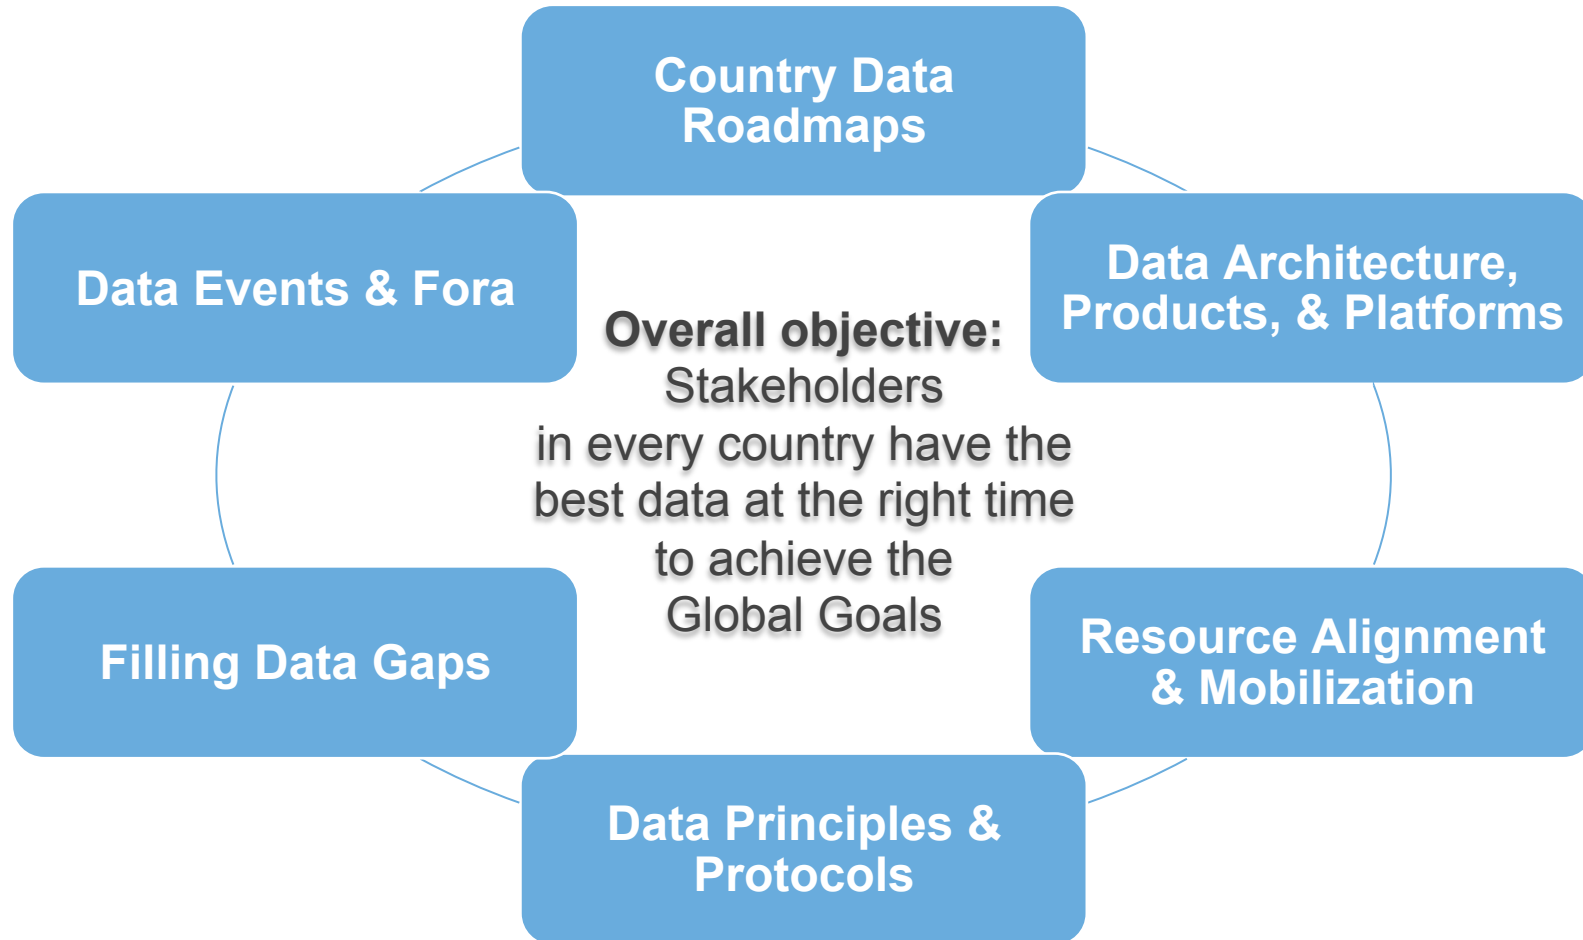 Country Data
Roadmaps
Data Architecture,
Products, & Platforms
Resource Alignment
& Mobilization
Data Principles &
Protocols
Filling Data Gaps
Data Events & Fora
Overall objective:
Stakeholders
in every country have the
best data at the right time
to achieve the
Global Goals